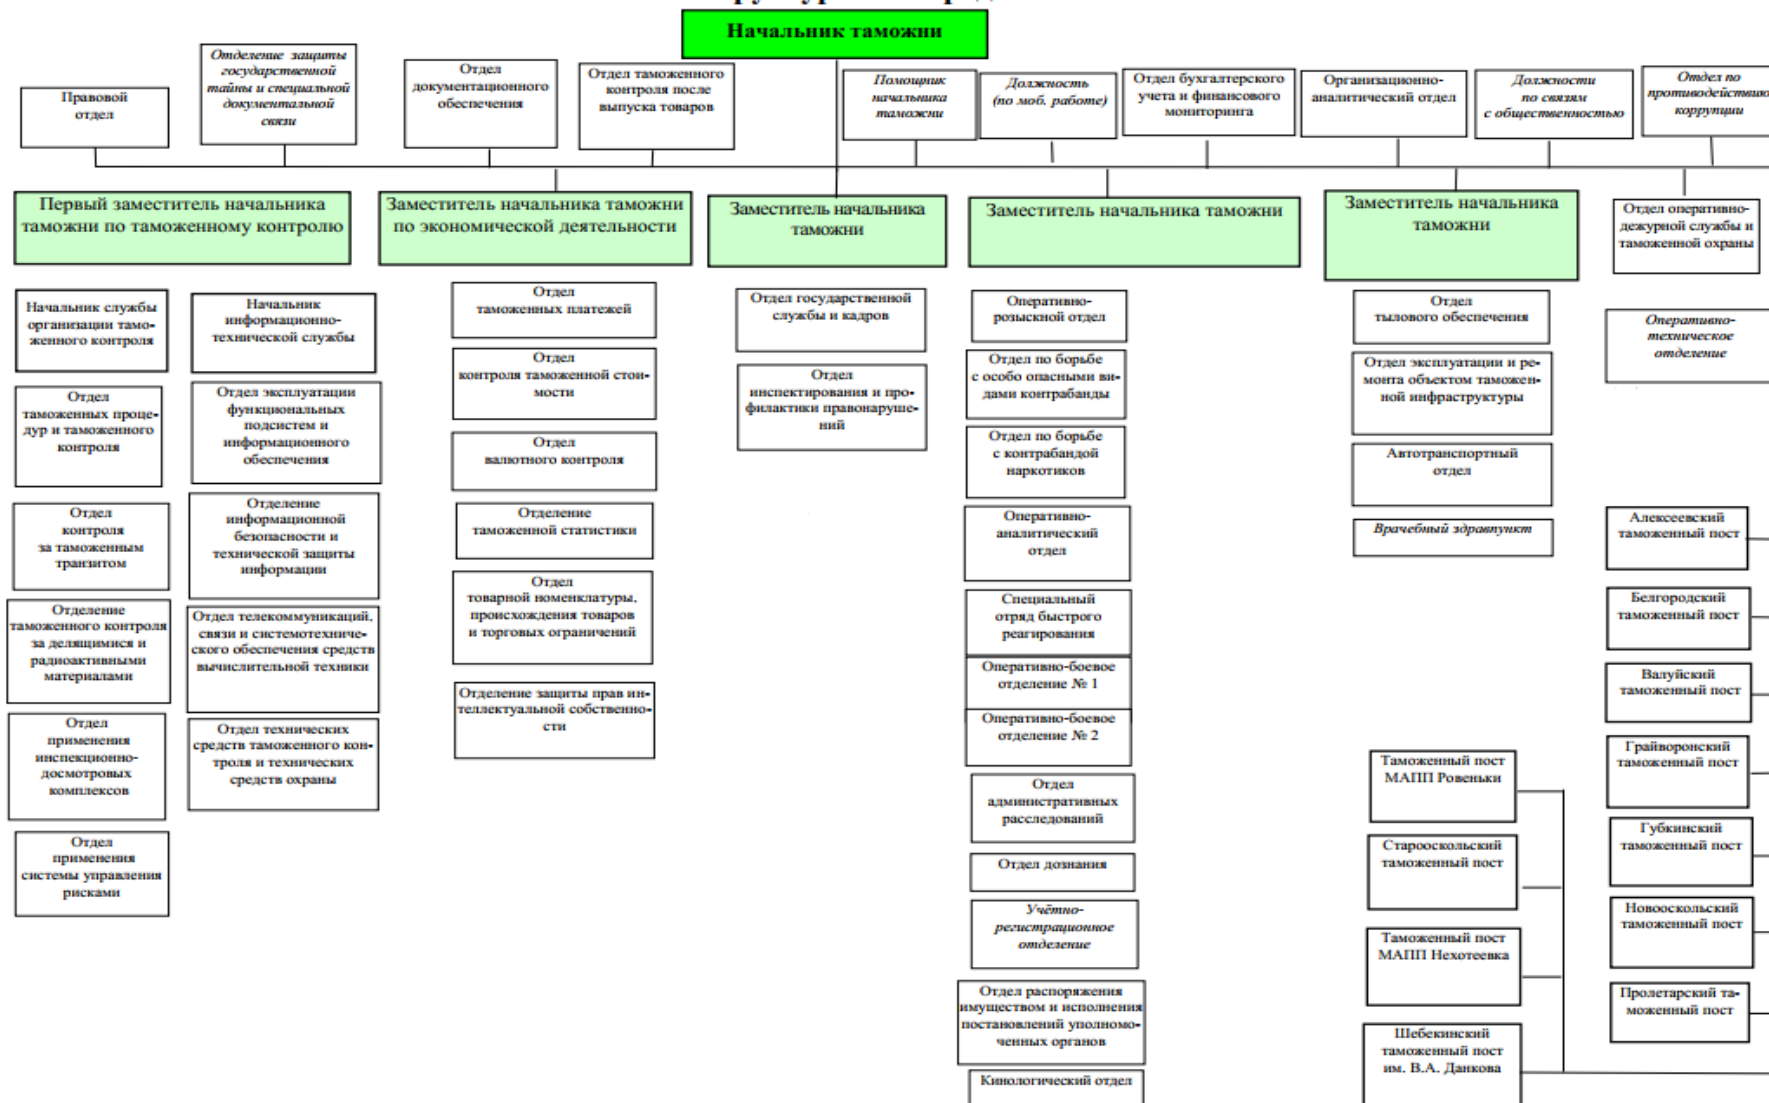 Начальник таможни
Правовой
отдел
Отделение защиты
государственной
тайны и специальной
документальной
связи
Отдел
документационного
обеспечения
Отдел таможенного
контроля после
выпуска товаров
Помощник
начальника
таможни
Должность
(по моб. работе)
Отдел бухгалтерского
учета и финансового
мониторинга
Организационно-
аналитический отдел
Должности
по связям
с общественностью
Отдел по
противодействию
коррупции
Первый заместитель начальника
таможни по таможенному контролю
Заместитель начальника таможни
по экономической деятельности
Заместитель начальника
таможни
Заместитель начальника таможни
таможни
Заместитель начальника
таможни
Отдел оперативно-
дежурной службы и
таможенной охраны
Начальник службы
организации тамо-
женного контроля
Отдел
таможенных проце-
дур и таможенного
контроля
Отдел
контроля
за таможенным
транзитом
Отделение
таможенного контроля
за делящимися и
радиоактивными
материалами
Отдел
применения
инспекционно-
досмотровых
комплексов
Отдел
применения
системы управления
рисками
Начальник
информационно-
технической службы
Отдел эксплуатации
функциональных
подсистем и
информационного
обеспечения
Отделение
информационной
безопасности и
технической защиты
информации
Отдел телекоммуникаций,
связи и системотехниче-
ского обеспечения средств
вычислительной техники
Отдел технических
средств таможенного кон-
троля и технических
средств охраны
Отдел
таможенных платежей
Отдел
контроля таможенной стои-
мости
Отдел
валютного контроля
Отделение
таможенной статистики
Отдел
товарной номенклатуры,
происхождения товаров
и торговых ограничений
Отделение защиты прав ин-
теллектуальной собственно-
сти
Отдел государственной
службы и кадров
Отдел
инспектирования и про-
филактики правонаруше-
ний
Оперативно-
розыскной отдел
Отдел по борьбе
с особо опасными ви-
дами контрабанды
Отдел по борьбе
с контрабандой
наркотиков
Оперативно-
аналитический
отдел
Специальный
отряд быстрого
реагирования
Оперативно-боевое
отделение № 1
Оперативно-боевое
отделение № 2
Отдел
административных
расследований
Отдел дознания
Учётно-
регистрационное
отделение
Отдел распоряжения
имуществом и исполнения
постановлений уполномо-
ченных органов
Кинологический отдел
Отдел
тылового обеспечения
Отдел эксплуатации и ре-
монта объектом таможен-
ной инфраструктуры
Автотранспортный
отдел
Врачебный здравпункт
Таможенный пост
МАПП Ровеньки
Старооскольский
таможенный пост
Таможенный пост
МАПП Нехотеевка
Шебекинский
таможенный пост
им. В.А. Данкова
Оперативно-
техническое
отделение
Алексеевский
таможенный пост
Белгородский
таможенный пост
Валуйский
таможенный пост
Грайворонский
таможенный пост
Губкинский
таможенный пост
Новооскольский
таможенный пост
Пролетарский та-
моженный пост